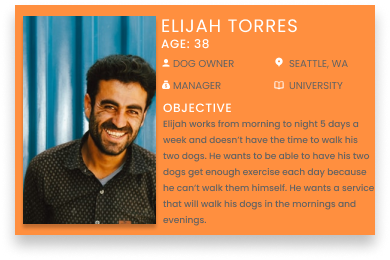 ELIJAH TORRES
AGE: 38
DOG OWNER
SEATTLE, WA
MANAGER
UNIVERSITY
OBJECTIVE
Elijah works from morning to night 5 days a
week and doesn't have the time to walk his
two dogs. He wants to be able to have his two
dogs get enough exercise each day because
he can't walk them himself. He wants a service
that will walk his dogs in the mornings and
evenings.